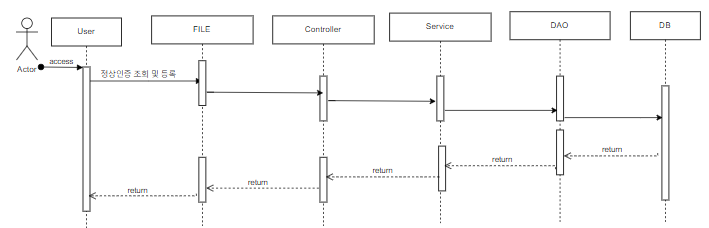 User
FILE
Controller
Service
DAO
DB
Actor
access
정상인증 조회 및 등록
return
return
return
return
return